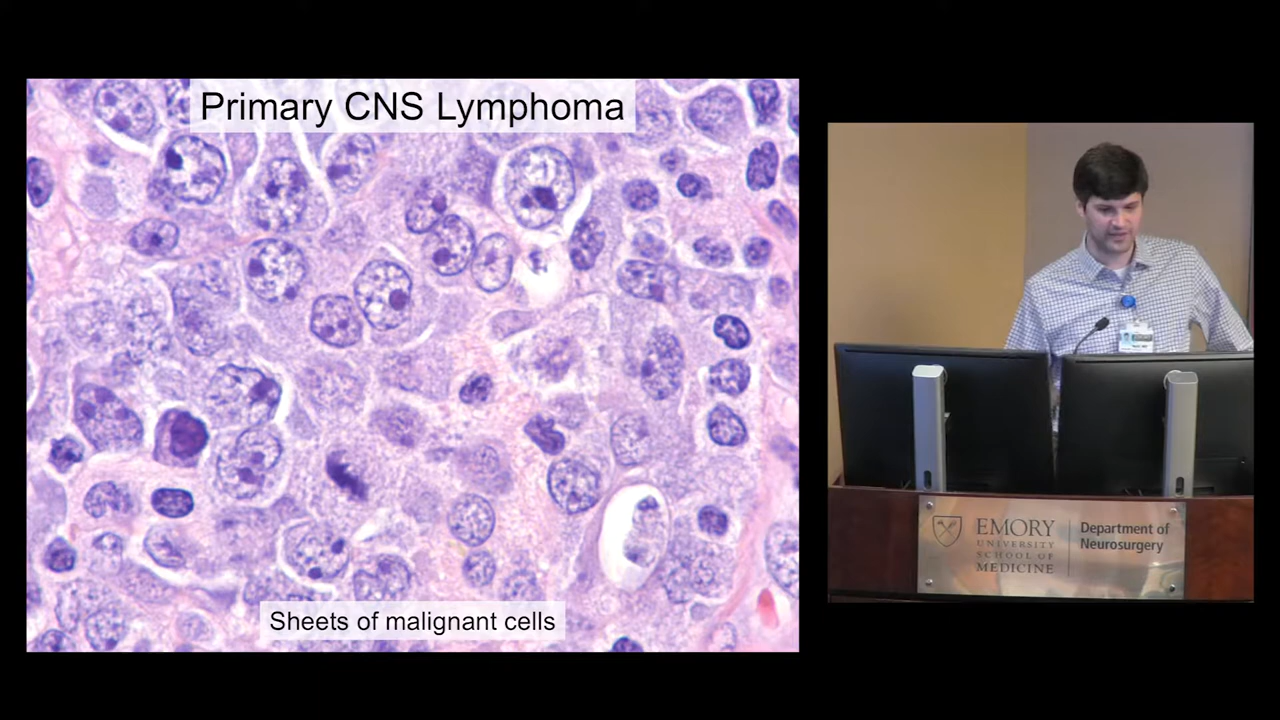 Primary CNS Lymphoma
Sheets of malignant cells
EMORY
UNIVERSITY
SCHOOL OF
MEDICINE
Department of
Neurosurgery